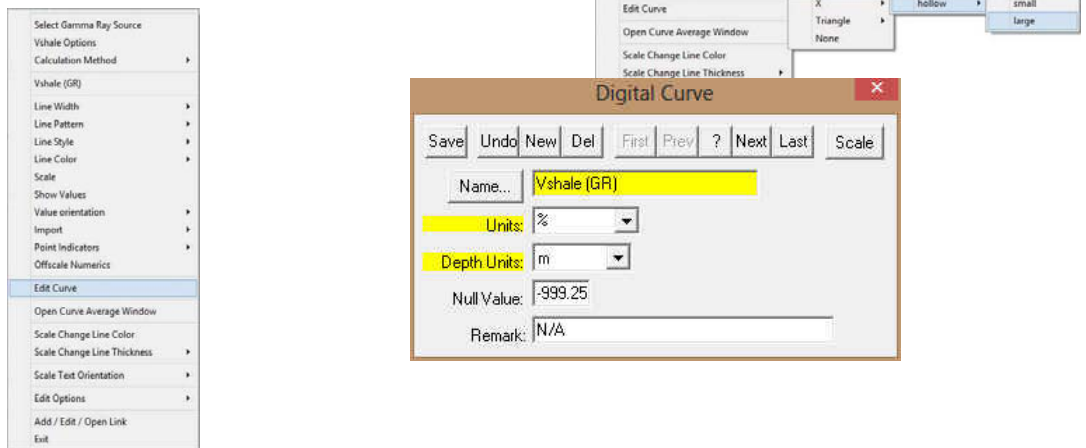 Select Gamma Ray Source
Vshale Options
Calculation Method
Vshale (GR)
Line Width
Line Pattern
Line Style
Line Color
Scale
Show Values
Value orientation
Import
Point Indicators
Offscale Numerics
Edit Curve
Open Curve Average Window
Scale Change Line Color
Scale Change Line Thickness
Scale Text Orientation
Edit Options
Add / Edit / Open Link
Exit
Edit Curve
Open Curve Average Window
Scale Change Line Color
Scale Change Line Thickness
X
Triangle
None
hollow
small
large
Digital Curve
Save Undo New Del First Prev ? Next Last Scale
Name... Vshale (GR)
Units: %
Depth Units: m
Null Value: -999.25
Remark: N/A